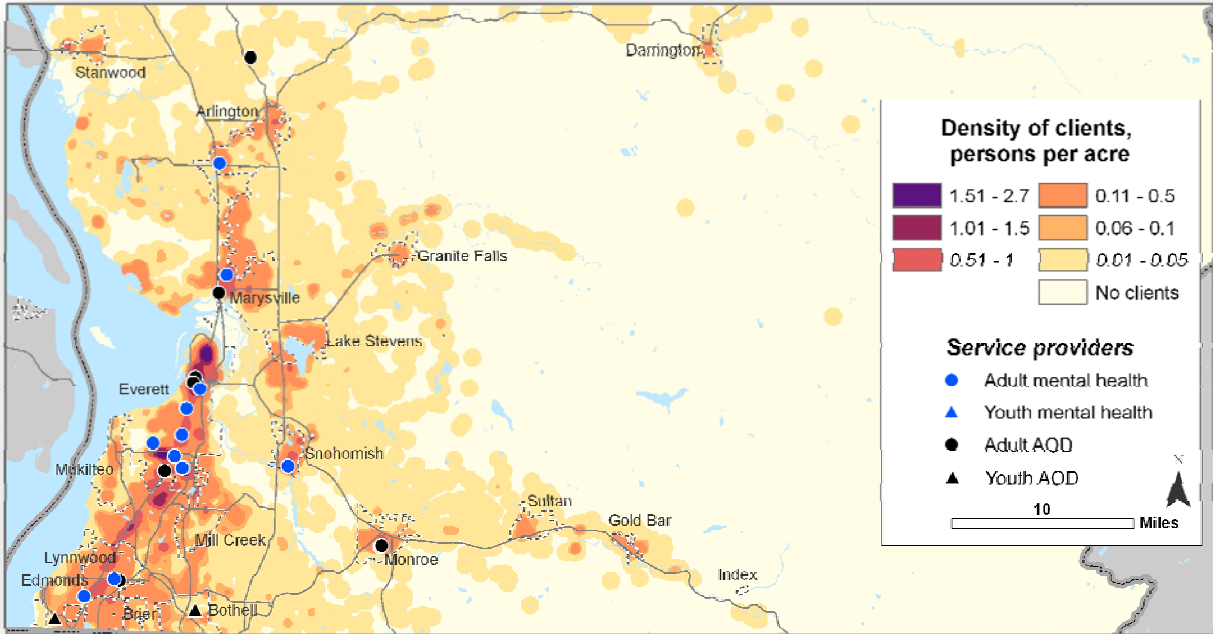 Darrington
Stanwood
Arlington
Granite Falls
Marysville
Lake Stevens
Everett
Snohomish
Mukilteo
Sultan
Gold Bar
Mill Creek
Monroe
Lynnwood
Edmonds
Index
Brier
Bothell
Density of clients,
persons per acre
1.51 - 2.7
0.11 - 0.5
1.01 - 1.5
0.06 - 0.1
0.51 - 1
0.01 - 0.05
No clients
Service providers
Adult mental health
Youth mental health
Adult AOD
Youth AOD
N
10
Miles